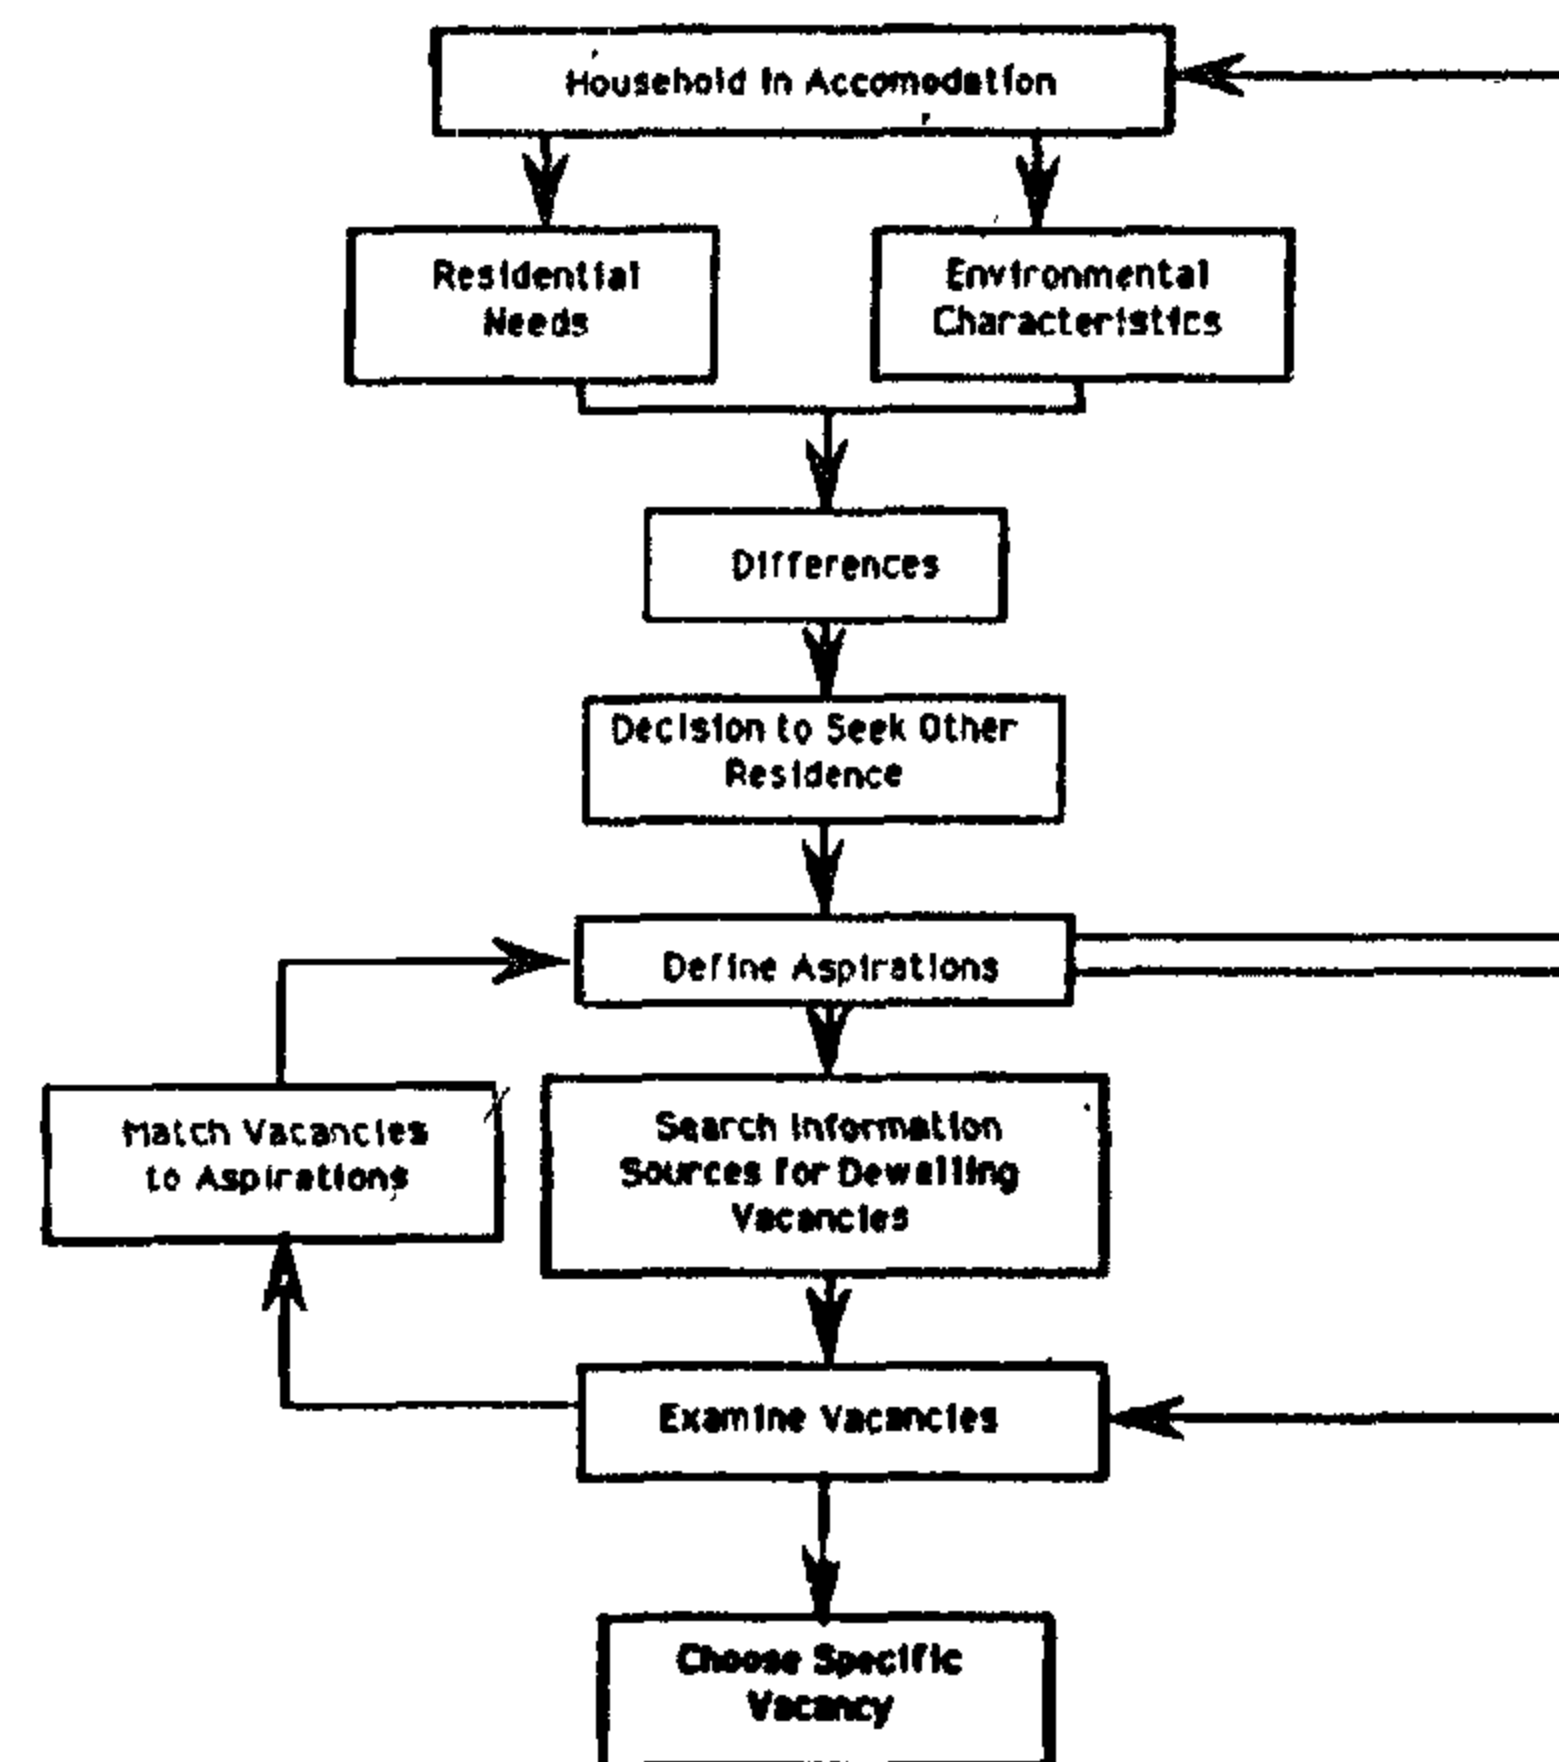 Household in Accomodation
Residential
Needs
Environmental
Characteristics
Differences
Decision to Seek Other
Residence
Define Aspirations
Match Vacancies
to Aspirations
Search Information
Sources for Dewelling
Vacancies
Examine Vacancies
Choose Specific
Vacancy